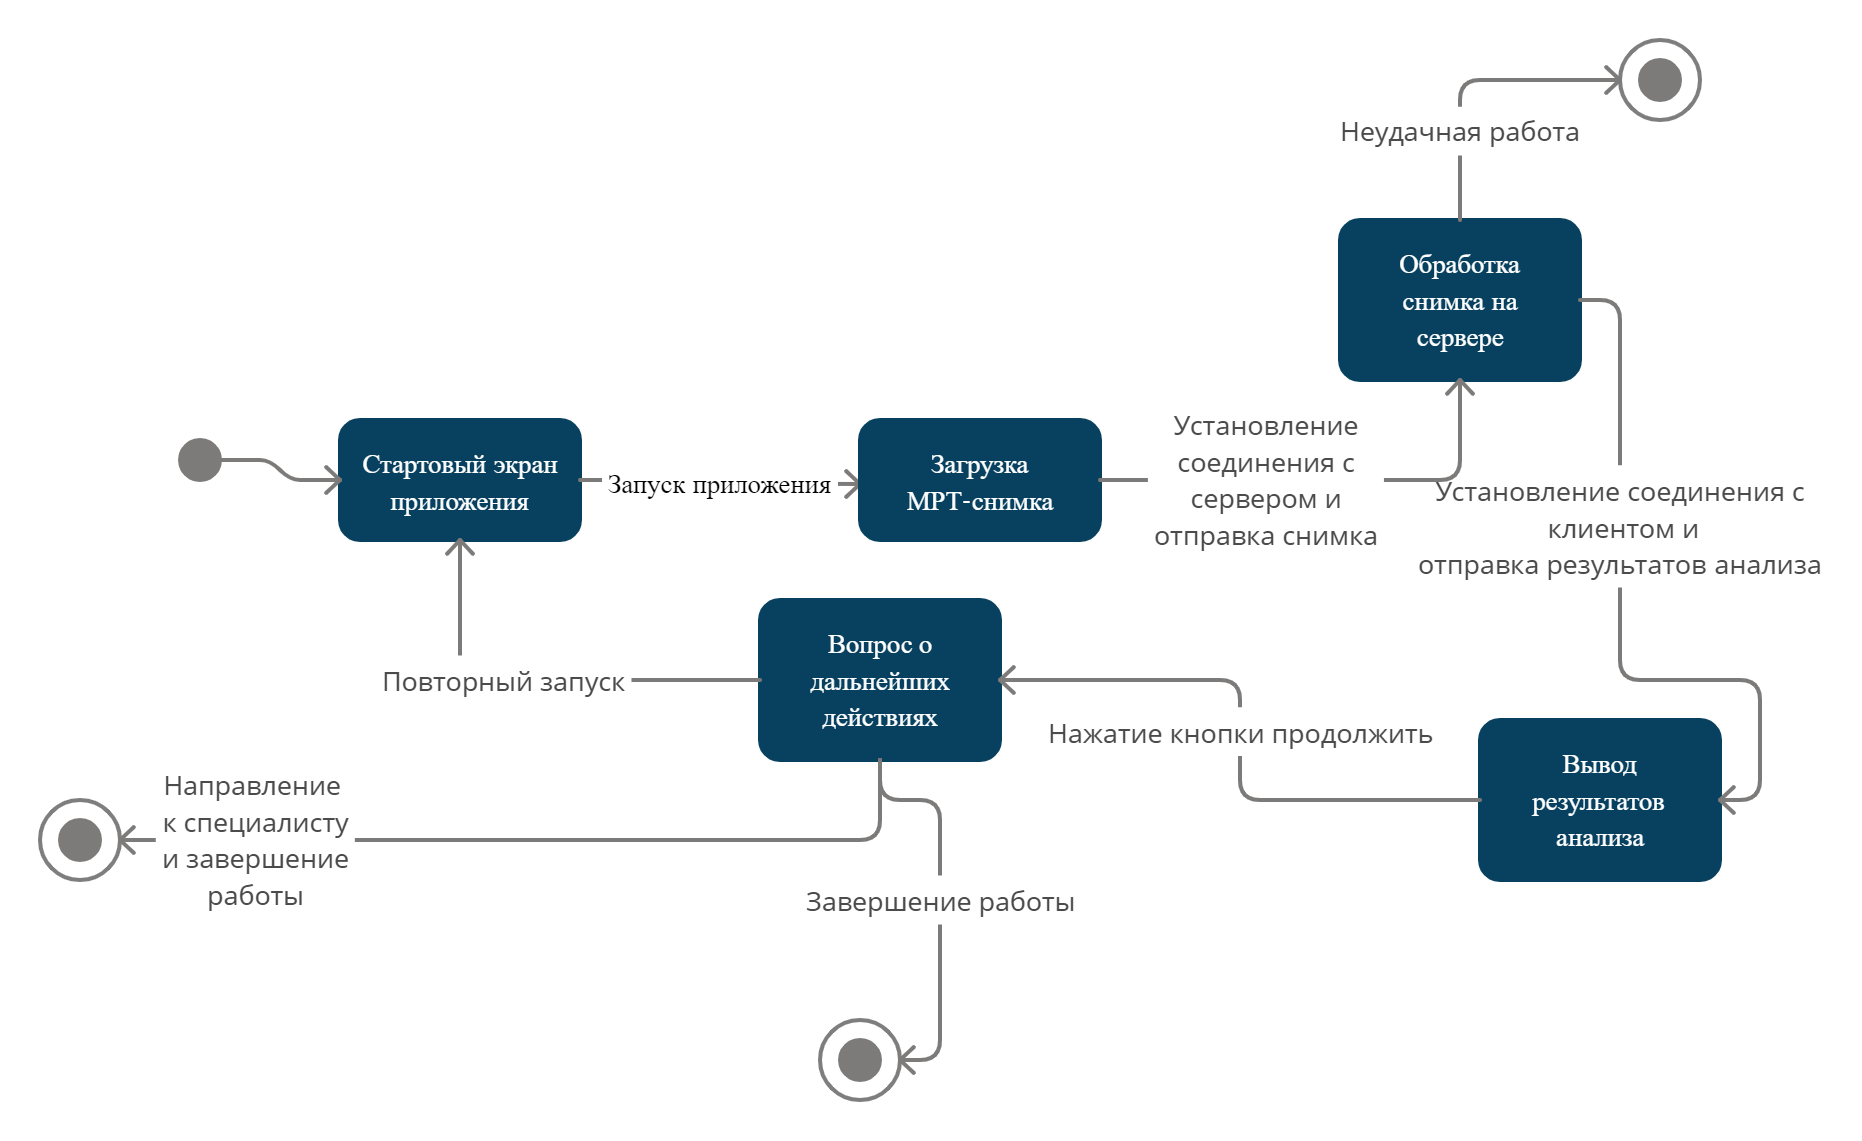 Неудачная работа
Обработка
снимка на
сервере
Стартовый экран
приложения
Запуск приложения
Загрузка
МРТ-снимка
Установление
соединения с
сервером и
отправка снимка
Установление соединения с
клиентом и
отправка результатов анализа
Вопрос о
дальнейших
действиях
Повторный запуск
Нажатие кнопки продолжить
Вывод
результатов
анализа
Направление
к специалисту
и завершение
работы
Завершение работы